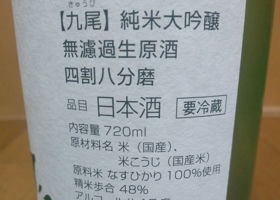 きゅうび
【九尾】純米大吟醸
無濾過生原酒
四割八分磨
品目 日本酒 要冷蔵
内容量 720ml
原材料名 米(国産)、
米こうじ(国産米)
原料米 なすひかり100%使用
精米歩合 48%